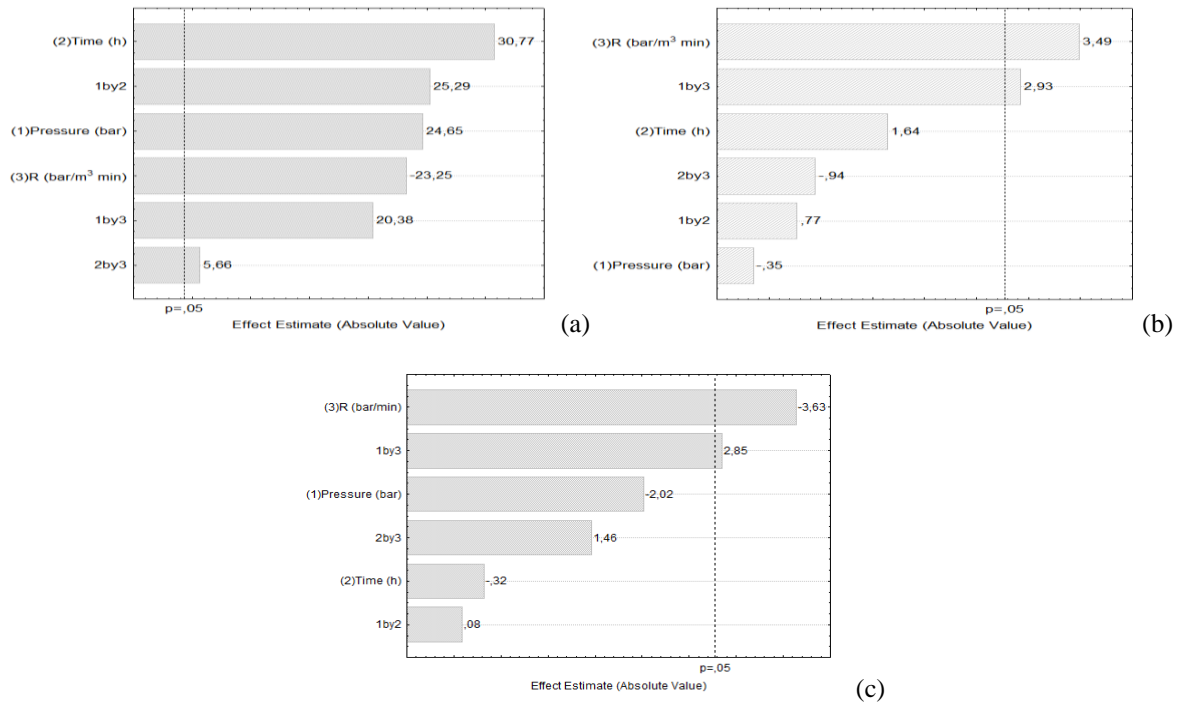 (2)Time (h)
30,77
1by2
25,29
(1)Pressure (bar)
24,65
(3)R (bar/m³ min)
-23,25
1by3
20,38
2by3
5,66
p=,05
Effect Estimate (Absolute Value)
(a)
(3)R (bar/m³ min)
3,49
1by3
2,93
(2)Time (h)
1,64
2by3
-,94
1by2
,77
(1)Pressure (bar)
-,35
p=,05
Effect Estimate (Absolute Value)
(b)
(3)R (bar/min)
-3,63
1by3
2,85
(1)Pressure (bar)
-2,02
2by3
1,46
(2)Time (h)
-,32
1by2
,08
p=,05
Effect Estimate (Absolute Value)
(c)